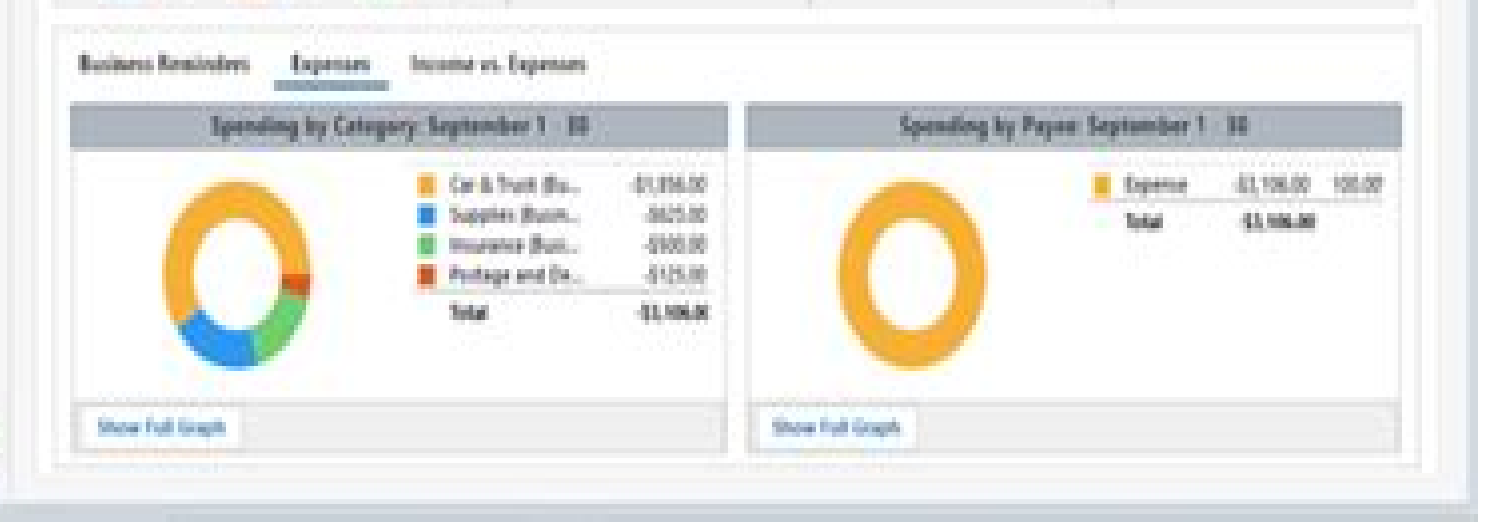 Business Reminders Expenses Income vs. Expenses
Spending by Category: September 1 - 30
Car & Truck (Bu... -$1,856.00
Supplies (Busin... -$625.00
Insurance (Busi... -$500.00
Postage and De... -$125.00
Total -$3,106.00
Show Full Graph
Spending by Payee: September 1 - 30
Expense -$3,106.00 100.00
Total -$3,106.00
Show Full Graph